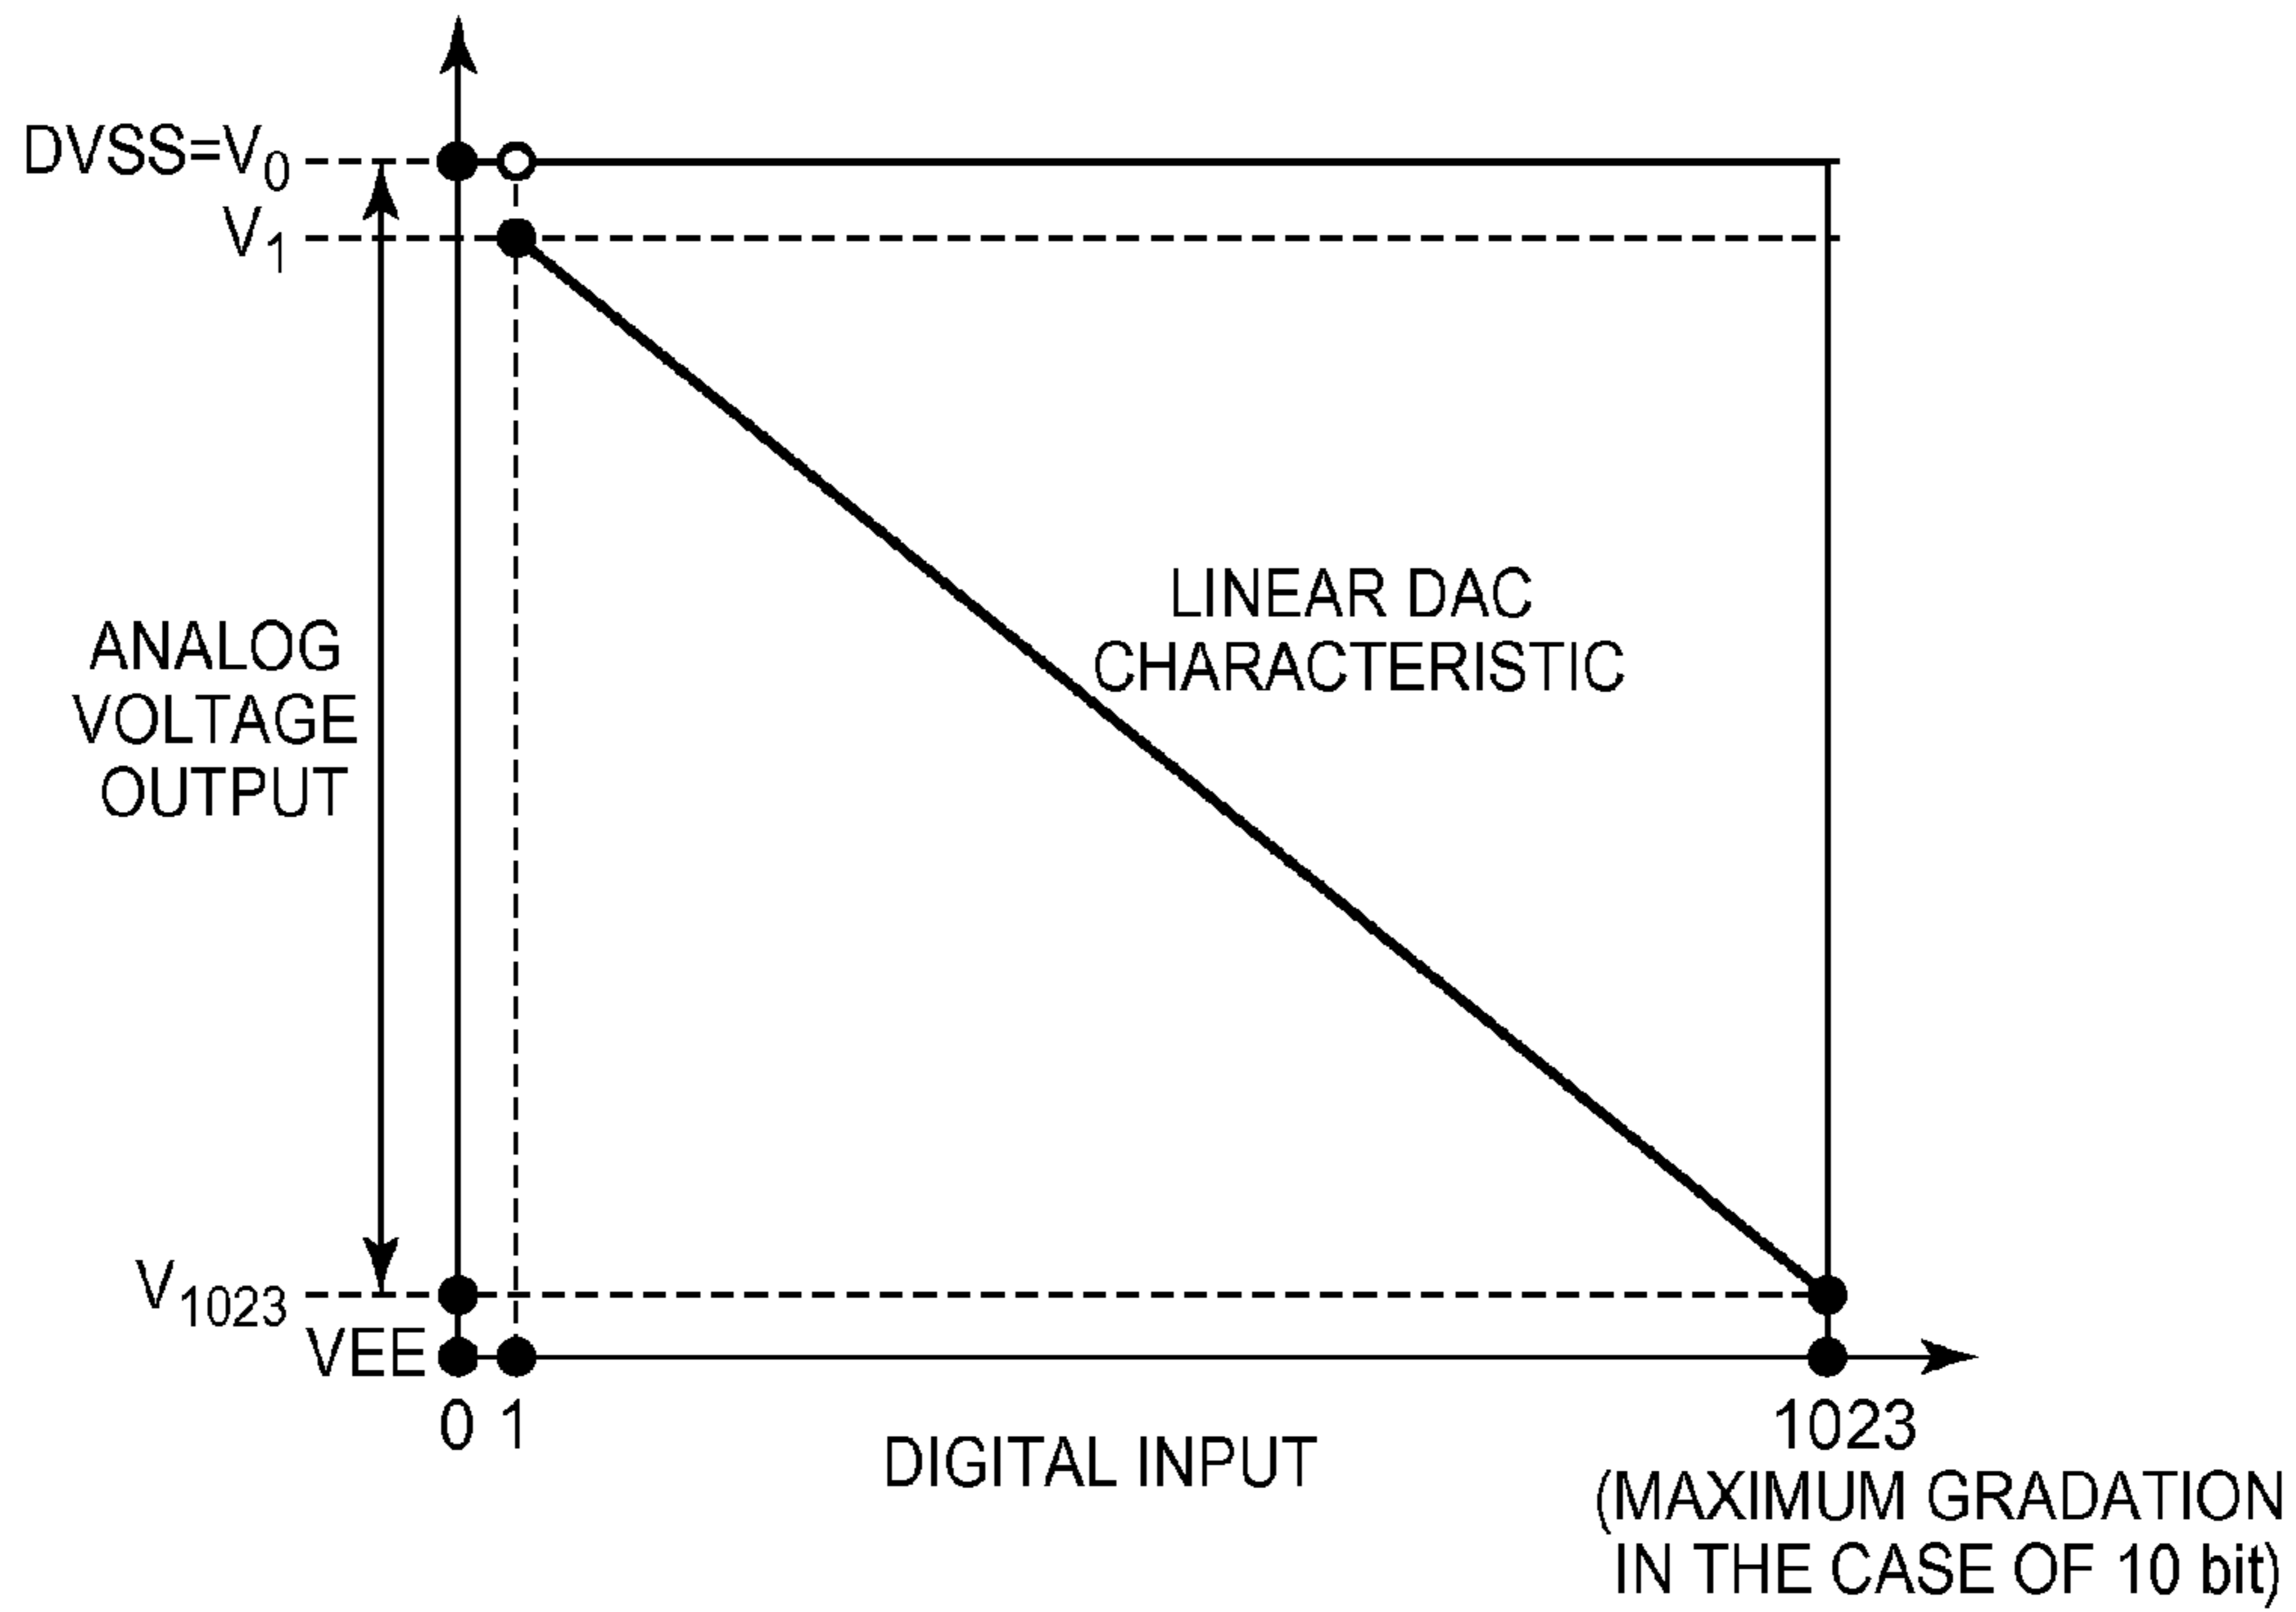 DVSS=V0
V1
LINEAR DAC
CHARACTERISTIC
ANALOG
VOLTAGE
OUTPUT
V1023
VEE
0 1
1023
DIGITAL INPUT
(MAXIMUM GRADATION
IN THE CASE OF 10 bit)